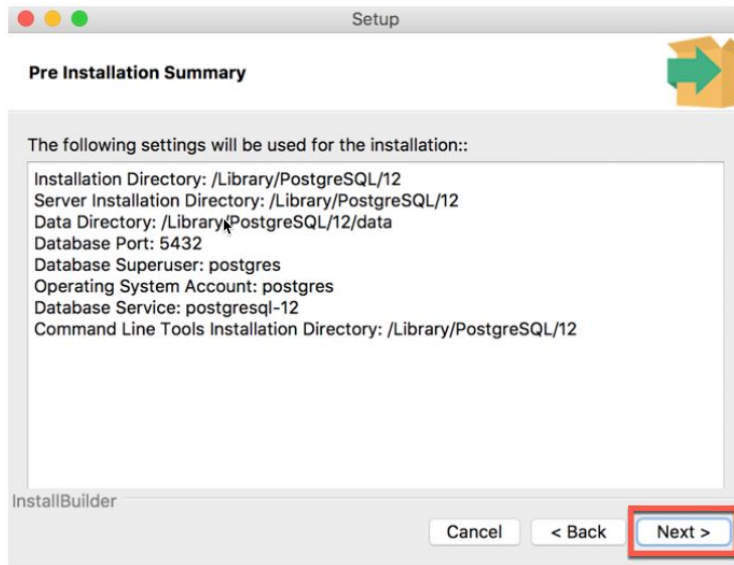 Setup
Pre Installation Summary
The following settings will be used for the installation::
Installation Directory: /Library/PostgreSQL/12
Server Installation Directory: /Library/PostgreSQL/12
Data Directory: /Library/PostgreSQL/12/data
Database Port: 5432
Database Superuser: postgres
Operating System Account: postgres
Database Service: postgresql-12
Command Line Tools Installation Directory: /Library/PostgreSQL/12
InstallBuilder
Cancel < Back Next >